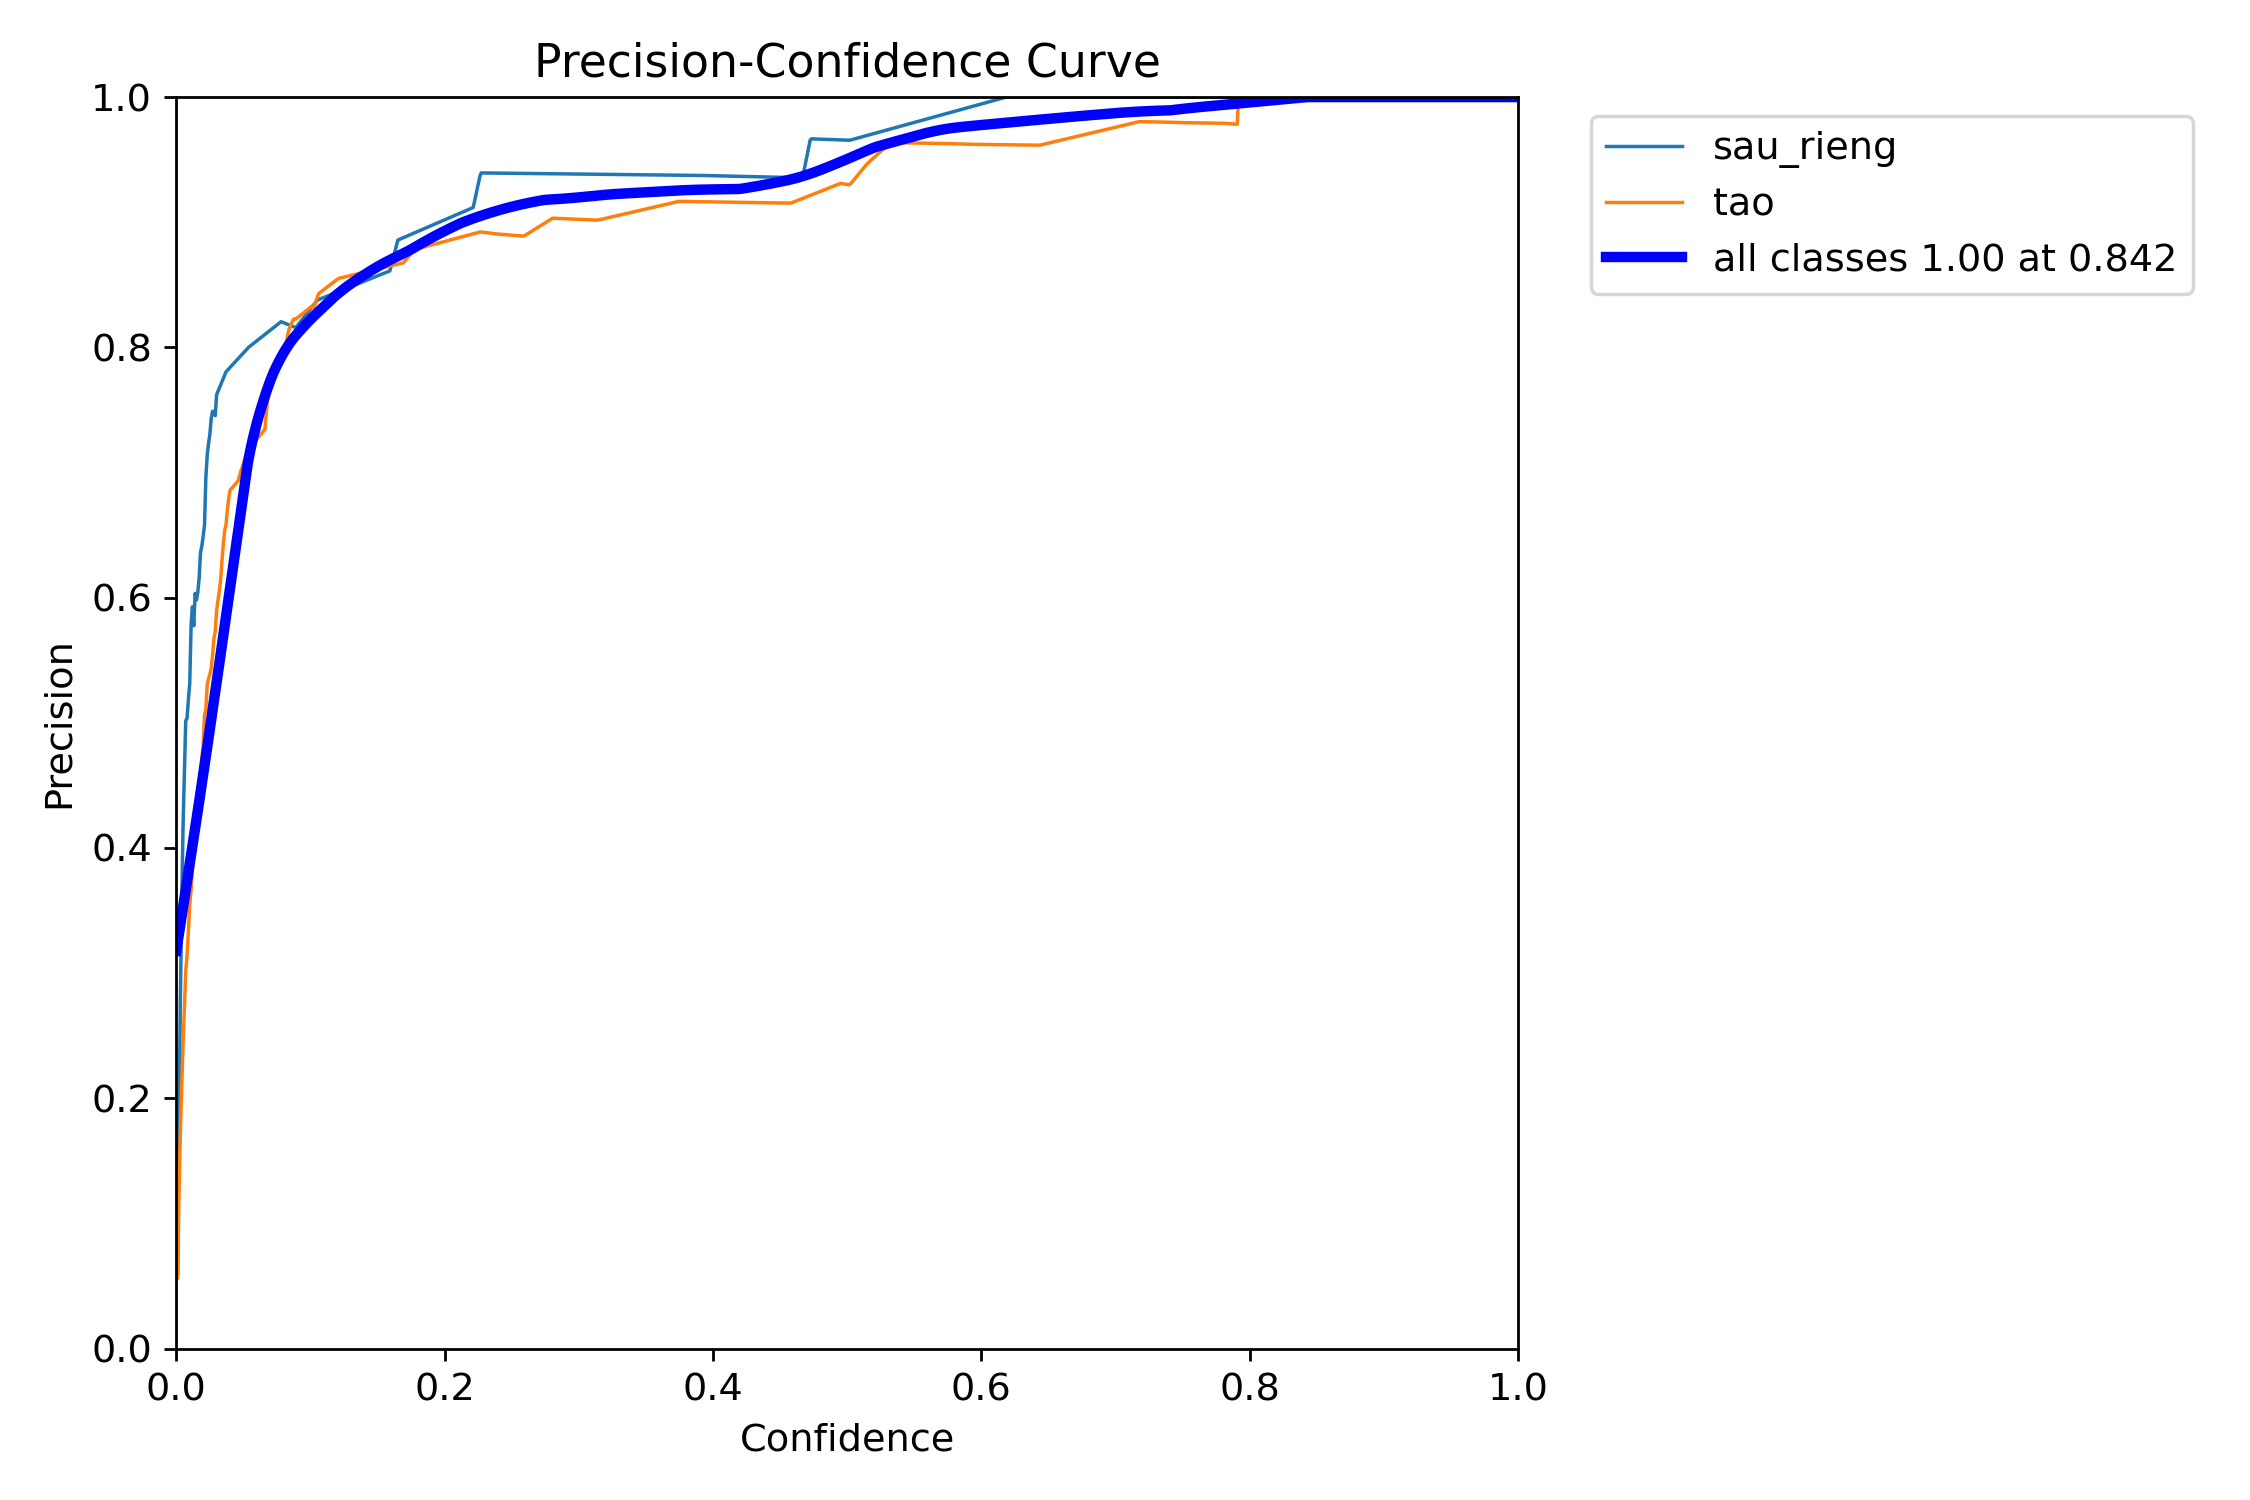 Precision-Confidence Curve
1.0
0.8
0.6
0.4
0.2
0.0
Precision
0.0 0.2 0.4 0.6 0.8 1.0
Confidence
sau_rieng
tao
all classes 1.00 at 0.842